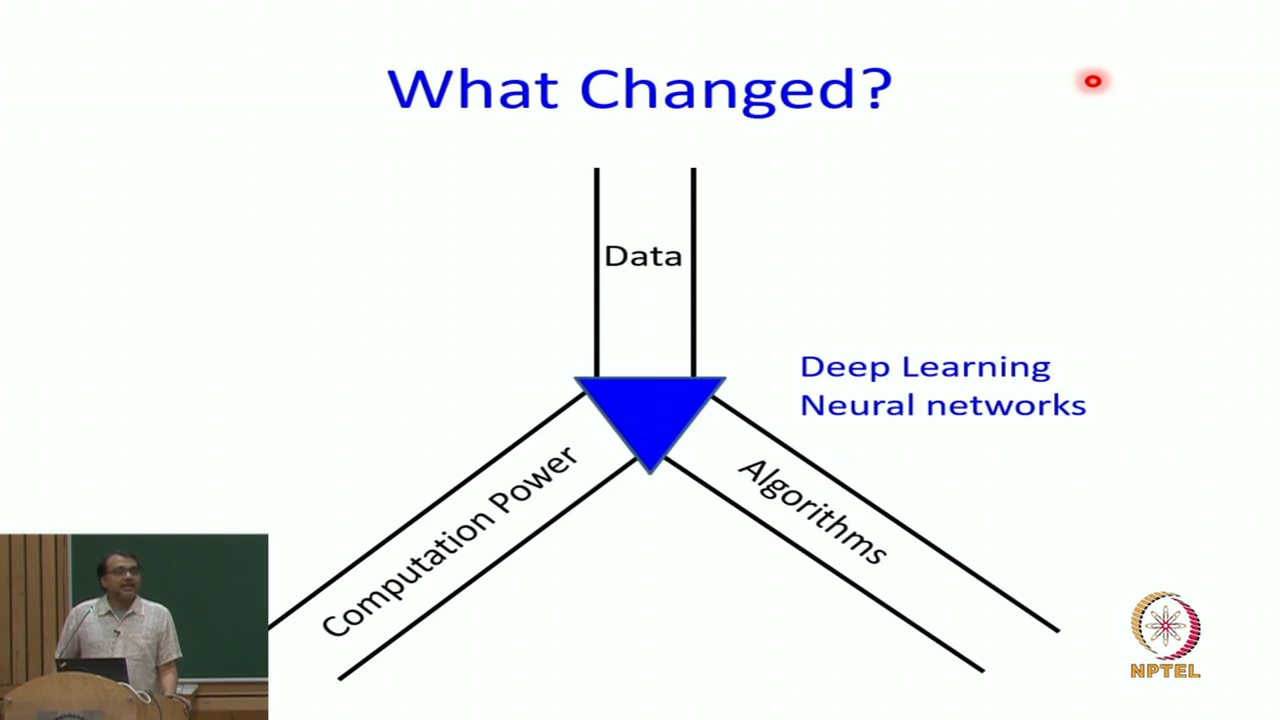 What Changed?
Data
Deep Learning
Neural networks
Computation Power
Algorithms
NPTEL